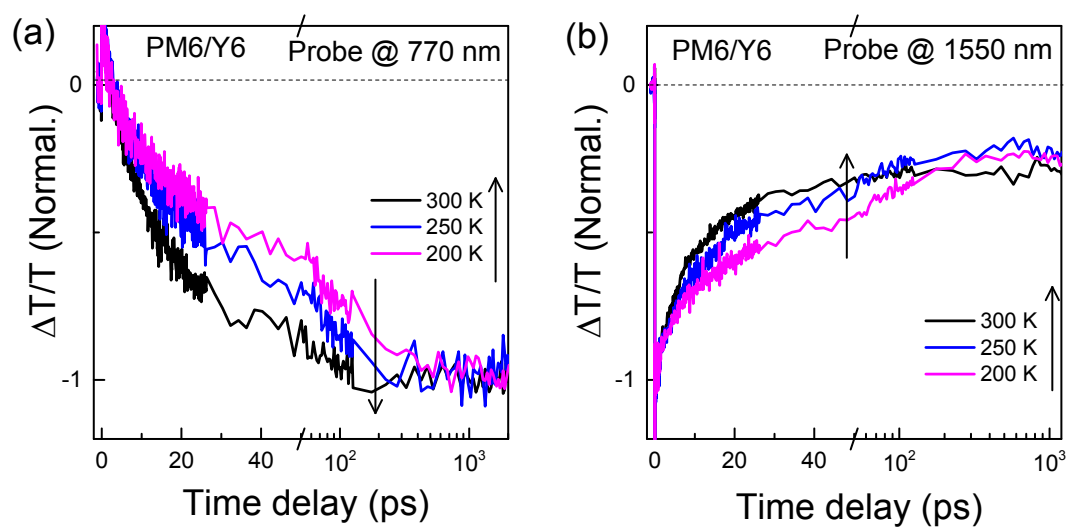 (a)
PM6/Y6 Probe @ 770 nm
0
-1
ΔT/T (Normal.)
300 K
250 K
200 K
0 20 40 10² 10³
Time delay (ps)
(b)
PM6/Y6 Probe @ 1550 nm
0
-1
ΔT/T (Normal.)
300 K
250 K
200 K
0 20 40 10² 10³
Time delay (ps)